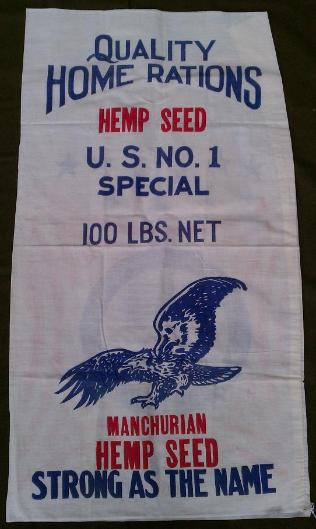 QUALITY
HOME RATIONS
HEMP SEED
U. S. NO. 1
SPECIAL
100 LBS. NET
MANCHURIAN
HEMP SEED
STRONG AS THE NAME